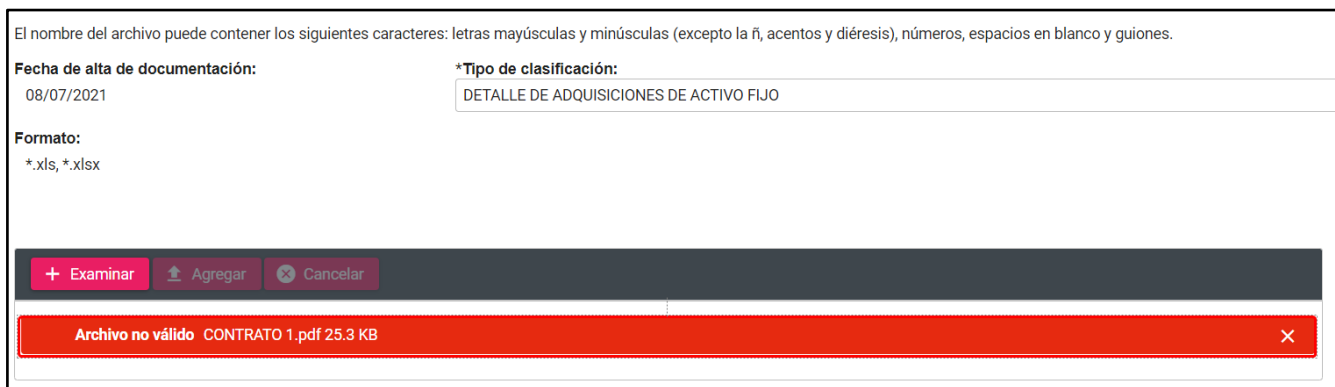 El nombre del archivo puede contener los siguientes caracteres: letras mayúsculas y minúsculas (excepto la ñ, acentos y diéresis), números, espacios en blanco y guiones.
Fecha de alta de documentación:
08/07/2021
*Tipo de clasificación:
DETALLE DE ADQUISICIONES DE ACTIVO FIJO
Formato:
*.xls, *.xlsx
+ Examinar Agregar Cancelar
Archivo no válido CONTRATO 1.pdf 25.3 KB